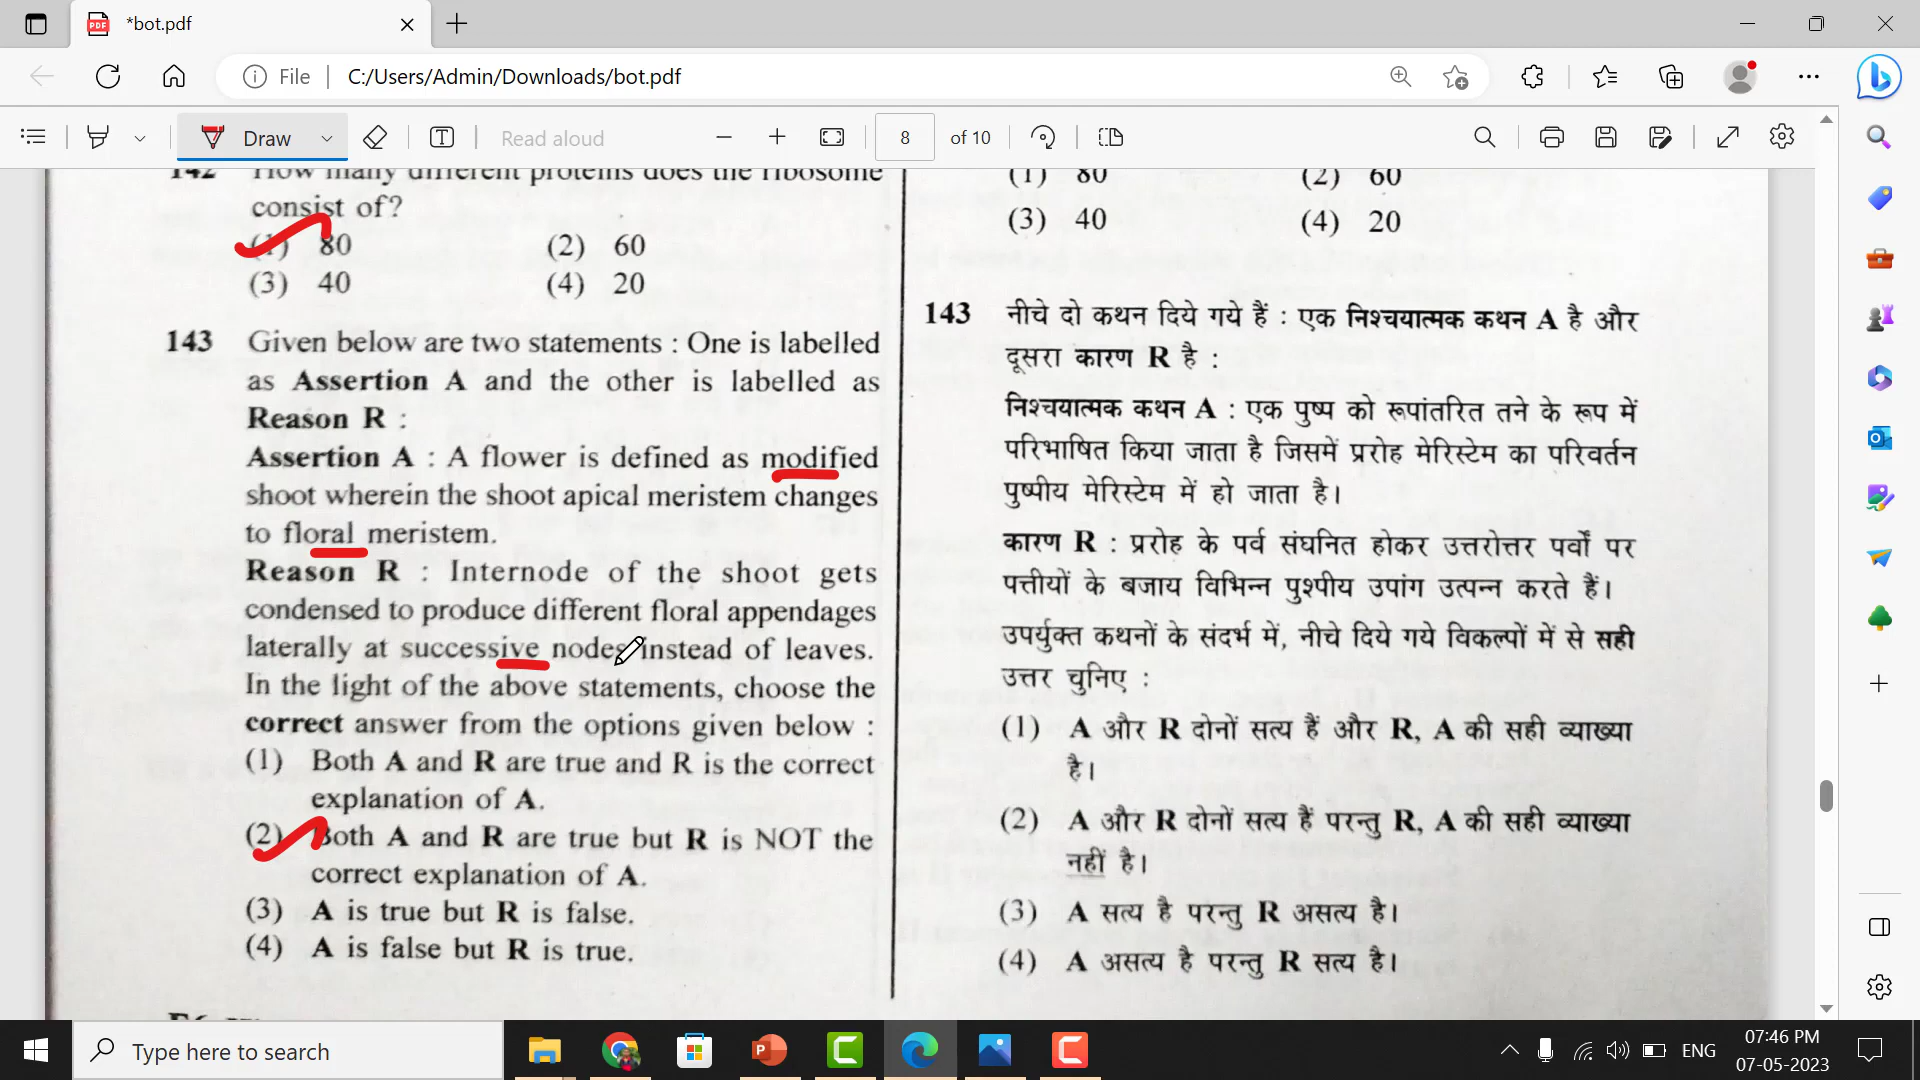 *bot.pdf
File
C:/Users/Admin/Downloads/bot.pdf
Draw
Read aloud
8
of 10
142 How many different proteins does the ribosome
consist of?
(1) 80
(2) 60
(3) 40
(4) 20
143 Given below are two statements : One is labelled
as Assertion A and the other is labelled as
Reason R :
Assertion A : A flower is defined as modified
shoot wherein the shoot apical meristem changes
to floral meristem.
Reason R : Internode of the shoot gets
condensed to produce different floral appendages
laterally at successive nodes instead of leaves.
In the light of the above statements, choose the
correct answer from the options given below :
(1) Both A and R are true and R is the correct
explanation of A.
(2) Both A and R are true but R is NOT the
correct explanation of A.
(3) A is true but R is false.
(4) A is false but R is true.
(1) 80
(2) 60
(3) 40
(4) 20
143 नीचे दो कथन दिये गये हैं : एक निश्चयात्मक कथन A है और
दूसरा कारण R है :
निश्चयात्मक कथन A : एक पुष्प को रूपांतरित तने के रूप में
परिभाषित किया जाता है जिसमें प्ररोह मेरिस्टेम का परिवर्तन
पुष्पीय मेरिस्टेम में हो जाता है।
कारण R : प्ररोह के पर्व संघनित होकर उत्तरोत्तर पर्वों पर
पत्तीयों के बजाय विभिन्न पुश्पीय उपांग उत्पन्न करते हैं।
उपर्युक्त कथनों के संदर्भ में, नीचे दिये गये विकल्पों में से सही
उत्तर चुनिए :
(1) A और R दोनों सत्य हैं और R, A की सही व्याख्या
है।
(2) A और R दोनों सत्य हैं परन्तु R, A की सही व्याख्या
नहीं है।
(3) A सत्य है परन्तु R असत्य है।
(4) A असत्य है परन्तु R सत्य है।
Type here to search
ENG
07:46 PM
07-05-2023